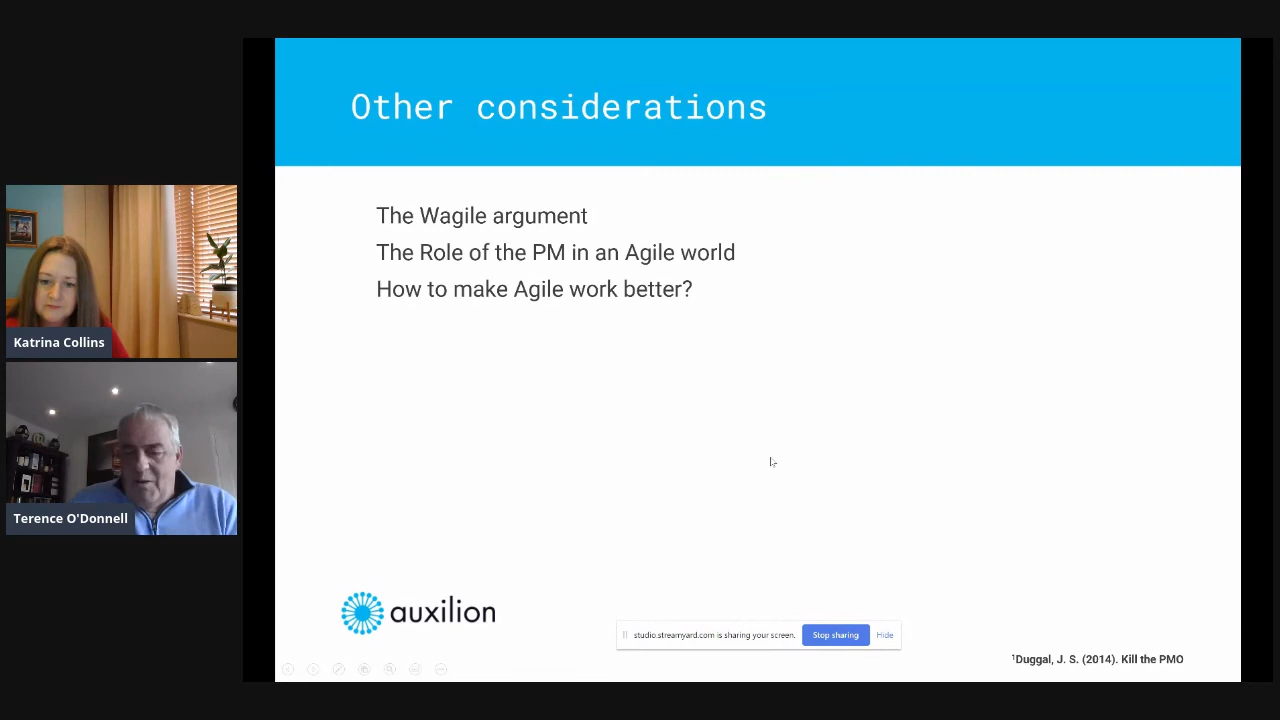 Other considerations
The Wagile argument
The Role of the PM in an Agile world
How to make Agile work better?
Katrina Collins
Terence O'Donnell
auxilion
studio.streamyard.com is sharing your screen.
Stop sharing
Hide
¹Duggal, J. S. (2014). Kill the PMO